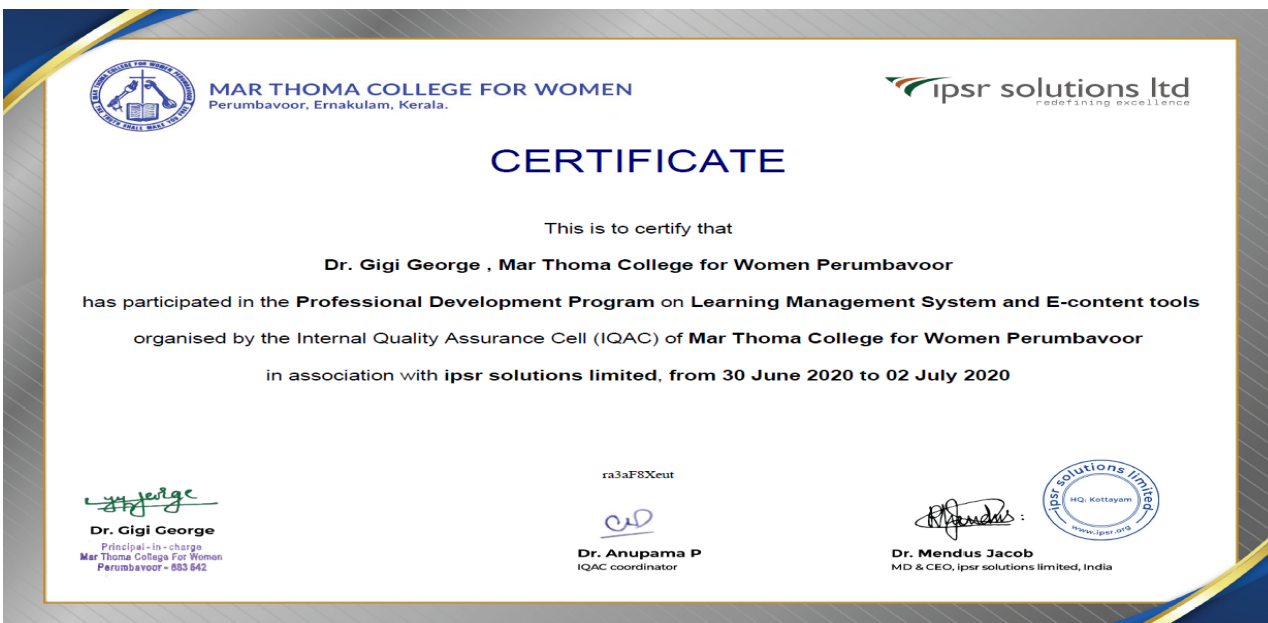 MAR THOMA COLLEGE FOR WOMEN
Perumbavoor, Ernakulam, Kerala.
ipsr solutions ltd
redefining excellence
CERTIFICATE
This is to certify that
Dr. Gigi George , Mar Thoma College for Women Perumbavoor
has participated in the Professional Development Program on Learning Management System and E-content tools
organised by the Internal Quality Assurance Cell (IQAC) of Mar Thoma College for Women Perumbavoor
in association with ipsr solutions limited, from 30 June 2020 to 02 July 2020
ra3aF8Xeut
Dr. Gigi George
Principal-in-charge
Mar Thoma College For Women
Perumbavoor - 683 542
Dr. Anupama P
IQAC coordinator
Dr. Mendus Jacob
MD & CEO, ipsr solutions limited, India
ipsr solutions limited
HQ: Kottayam
www.ipsr.org